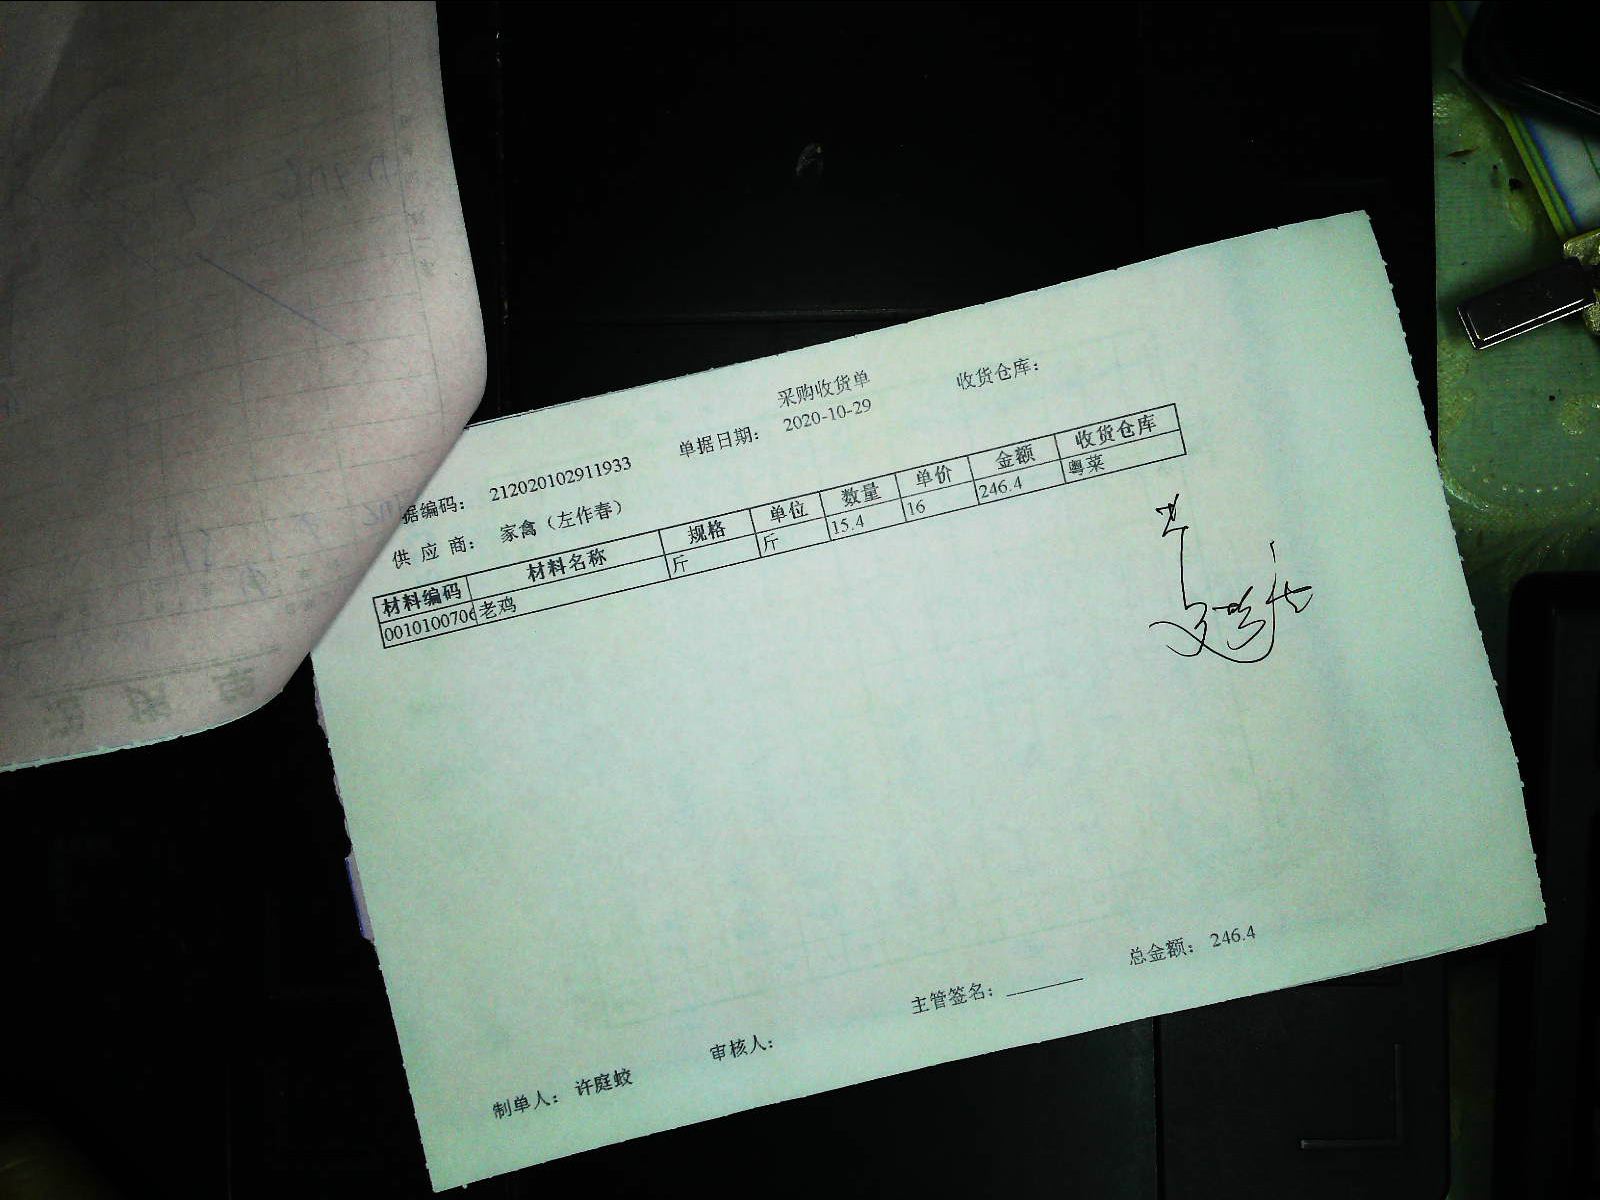 采购收货单
据编码： 212020102911933 单据日期： 2020-10-29 收货仓库：
供 应 商： 家禽（左作春）
材料编码 材料名称 规格 单位 数量 单价 金额 收货仓库
0010100706 老鸡 斤 斤 15.4 16 246.4 粤菜
制单人： 许庭蛟 审核人： 主管签名： 总金额： 246.4